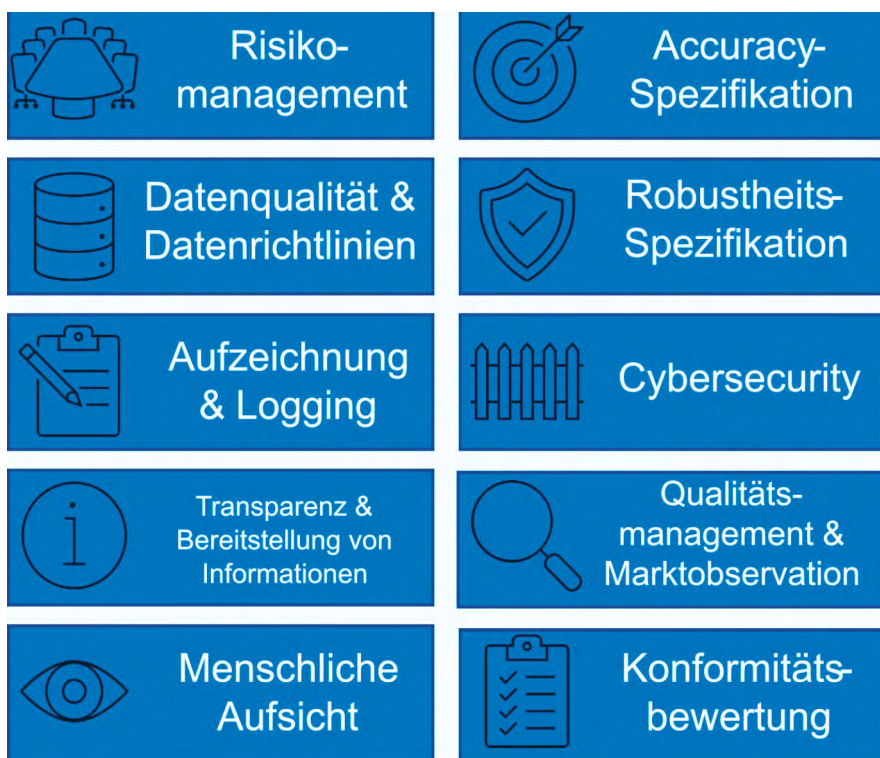 Risiko-
management
Accuracy-
Spezifikation
Datenqualität &
Datenrichtlinien
Robustheits-
Spezifikation
Aufzeichnung
& Logging
Cybersecurity
Transparenz &
Bereitstellung von
Informationen
Qualitäts-
management &
Marktobservation
Menschliche
Aufsicht
Konformitäts-
bewertung